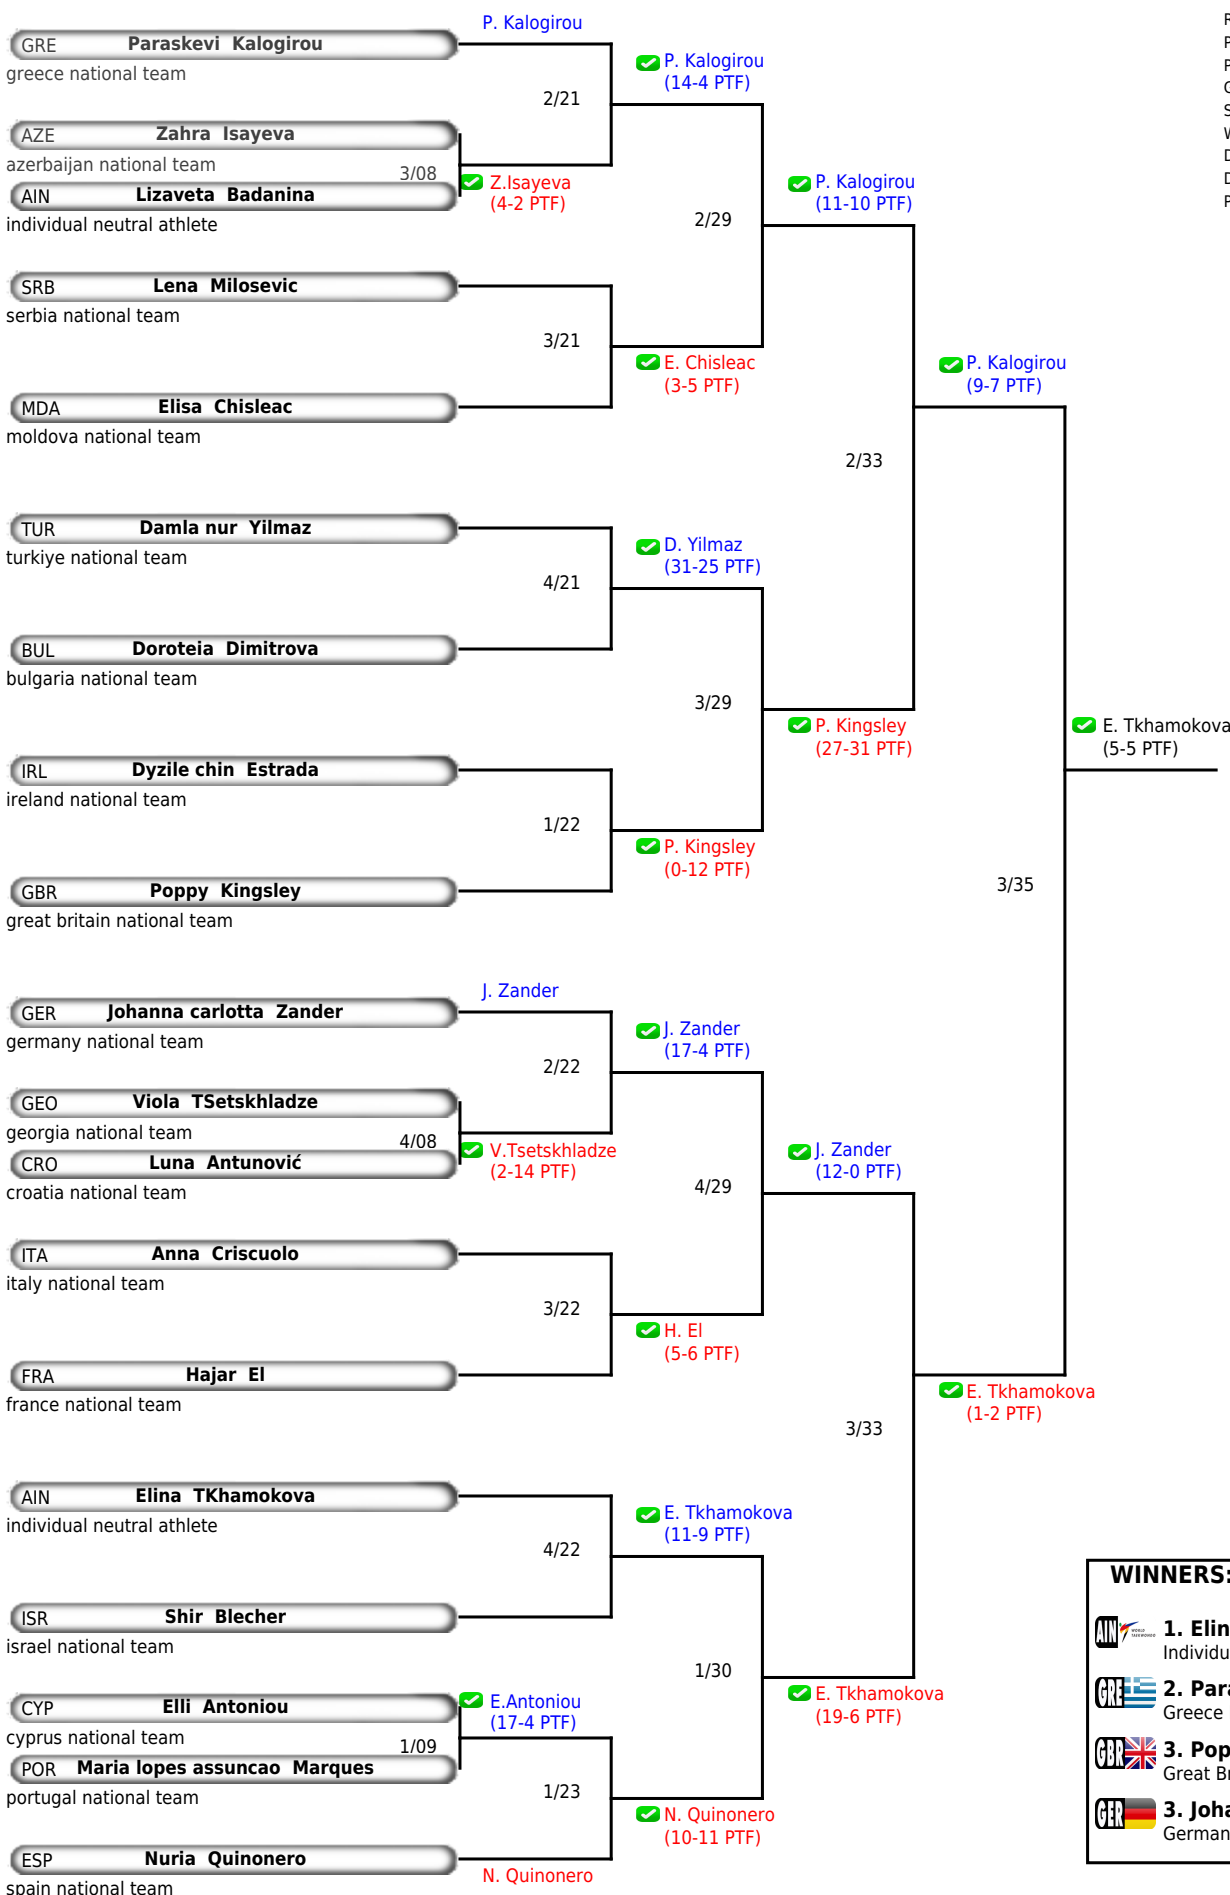 P. Kalogirou
GRE Paraskevi Kalogirou
greece national team
P. Kalogirou
(14-4 PTF)
2/21
AZE Zahra Isayeva
azerbaijan national team
3/08
Z.Isayeva
(4-2 PTF)
AIN Lizaveta Badanina
individual neutral athlete
P. Kalogirou
(11-10 PTF)
2/29
SRB Lena Milosevic
serbia national team
3/21
E. Chisleac
(3-5 PTF)
MDA Elisa Chisleac
moldova national team
P. Kalogirou
(9-7 PTF)
2/33
TUR Damla nur Yilmaz
turkiye national team
D. Yilmaz
(31-25 PTF)
4/21
BUL Doroteia Dimitrova
bulgaria national team
3/29
P. Kingsley
(27-31 PTF)
E. Tkhamokova
(5-5 PTF)
IRL Dyzile chin Estrada
ireland national team
1/22
P. Kingsley
(0-12 PTF)
GBR Poppy Kingsley
great britain national team
3/35
J. Zander
GER Johanna carlotta Zander
germany national team
J. Zander
(17-4 PTF)
2/22
GEO Viola TSetskhladze
georgia national team
4/08
V.Tsetskhladze
(2-14 PTF)
CRO Luna Antunović
croatia national team
J. Zander
(12-0 PTF)
4/29
ITA Anna Criscuolo
italy national team
3/22
H. El
(5-6 PTF)
FRA Hajar El
france national team
E. Tkhamokova
(1-2 PTF)
3/33
AIN Elina TKhamokova
individual neutral athlete
E. Tkhamokova
(11-9 PTF)
4/22
ISR Shir Blecher
israel national team
1/30
E. Tkhamokova
(19-6 PTF)
CYP Elli Antoniou
cyprus national team
E.Antoniou
(17-4 PTF)
1/09
POR Maria lopes assuncao Marques
portugal national team
1/23
N. Quinonero
(10-11 PTF)
ESP Nuria Quinonero
spain national team
N. Quinonero
WINNERS:
AIN 1. Elin
Individu
GRE 2. Para
Greece
GBR 3. Pop
Great Br
GER 3. Joha
German